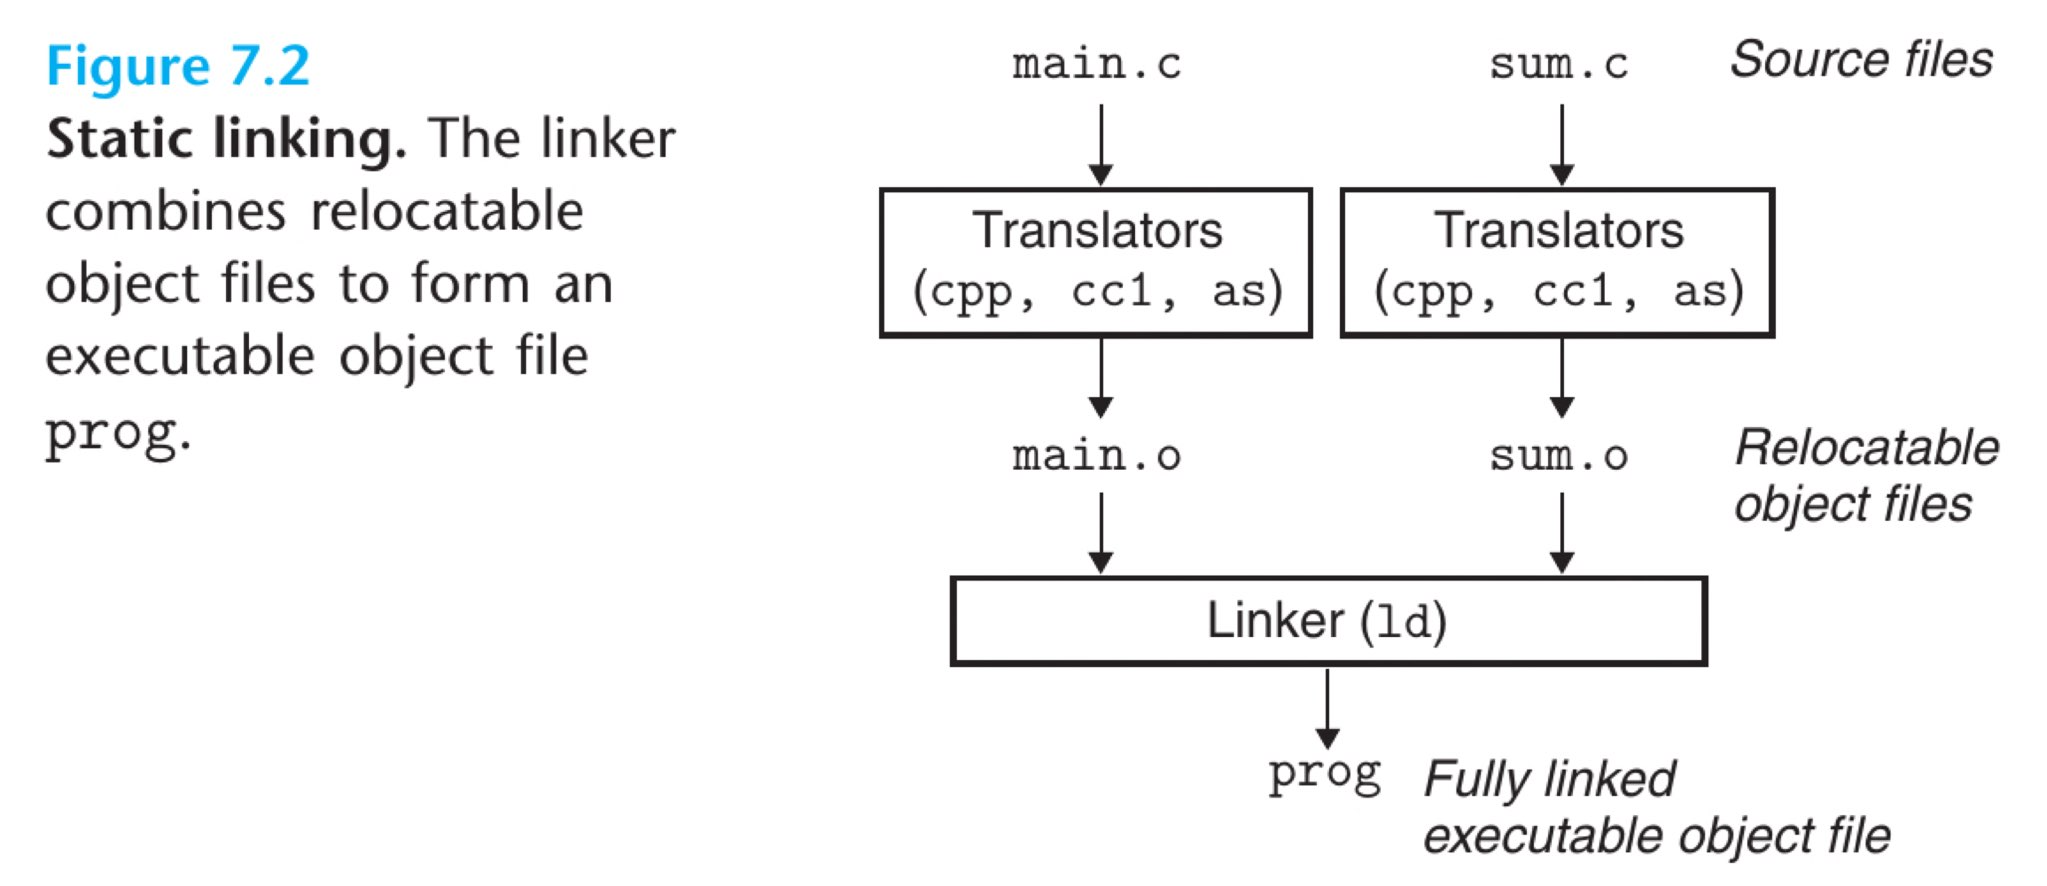 Figure 7.2
Static linking. The linker
combines relocatable
object files to form an
executable object file
prog.
main.c
sum.c
Source files
Translators
(cpp, cc1, as)
Translators
(cpp, cc1, as)
main.o
sum.o
Relocatable
object files
Linker (ld)
prog
Fully linked
executable object file